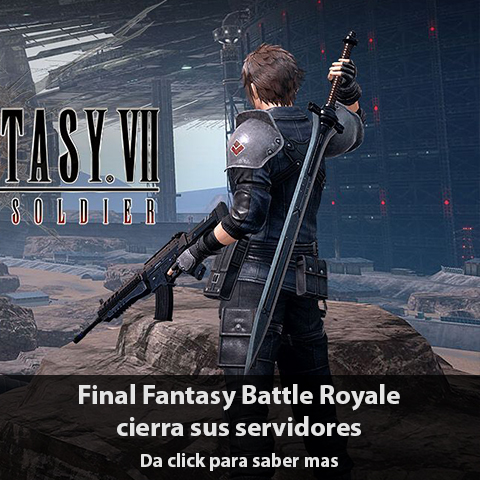 TASY VII
SOLDIER
Final Fantasy Battle Royale
cierra sus servidores
Da click para saber mas